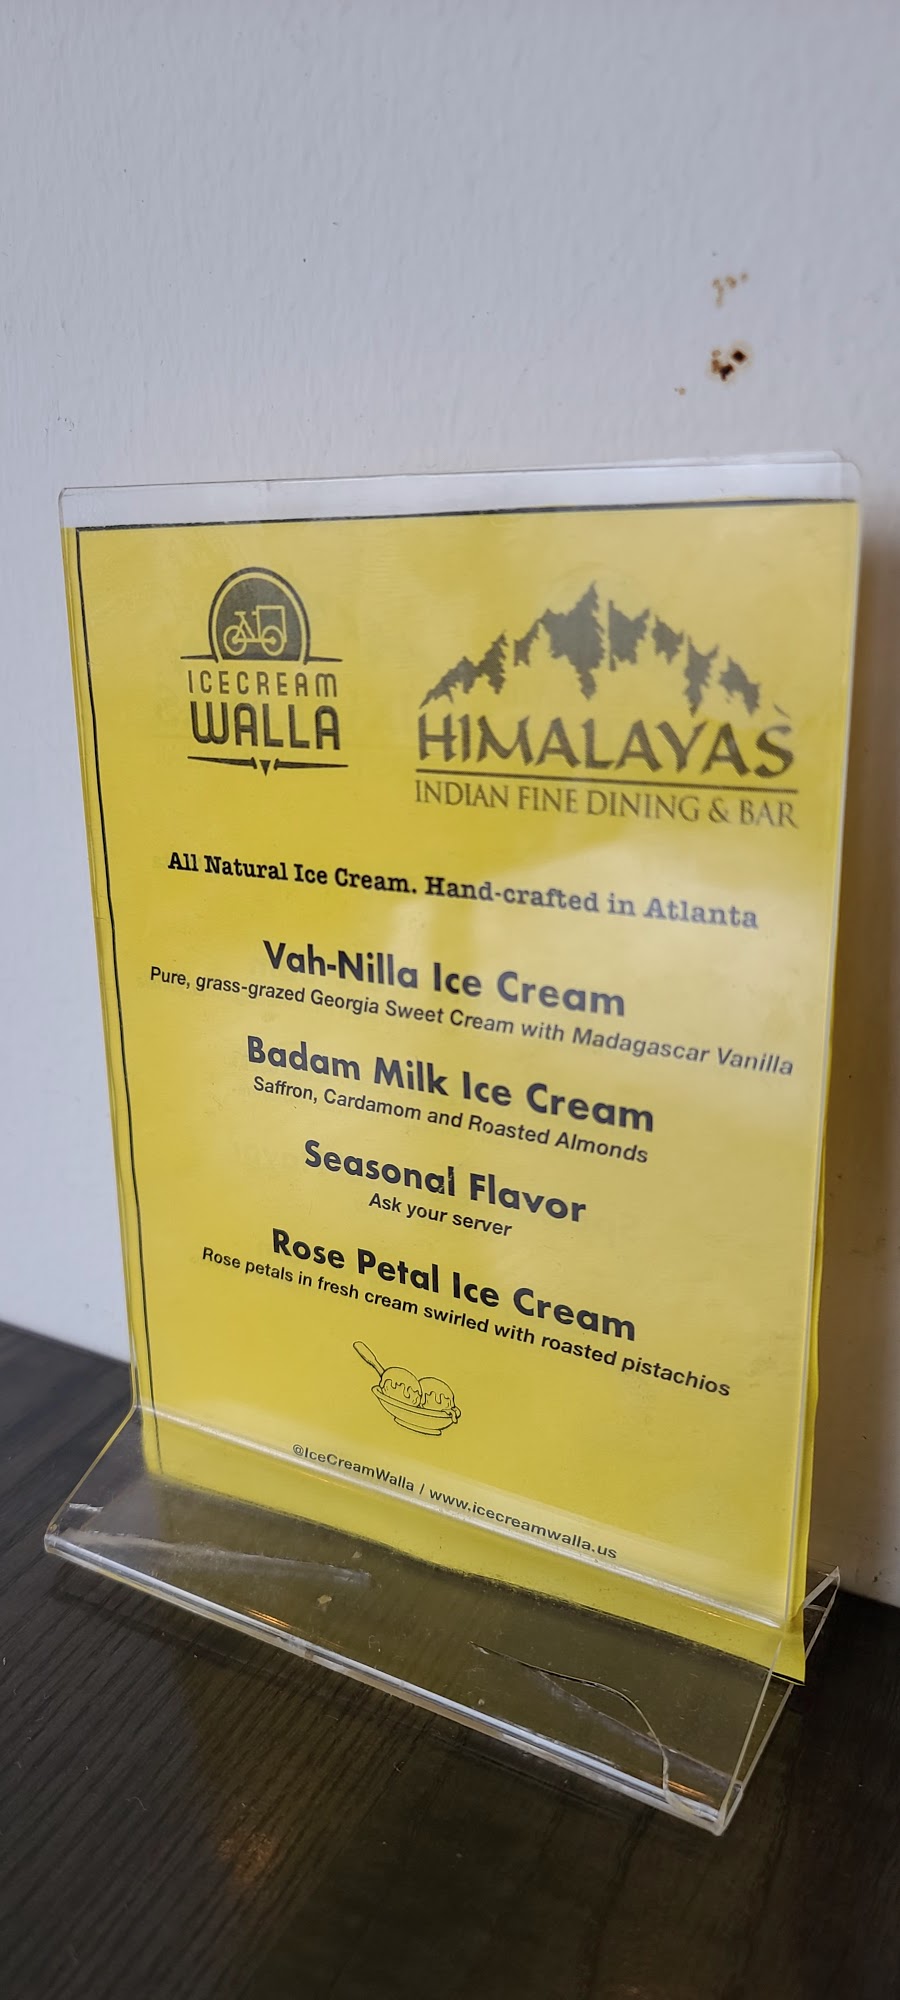 ICECREAM
WALLA
HIMALAYAS
INDIAN FINE DINING & BAR
All Natural Ice Cream. Hand-crafted in Atlanta
Vah-Nilla Ice Cream
Pure, grass-grazed Georgia Sweet Cream with Madagascar Vanilla
Badam Milk Ice Cream
Saffron, Cardamom and Roasted Almonds
Seasonal Flavor
Ask your server
Rose Petal Ice Cream
Rose petals in fresh cream swirled with roasted pistachios
@IceCreamWalla / www.icecreamwalla.us